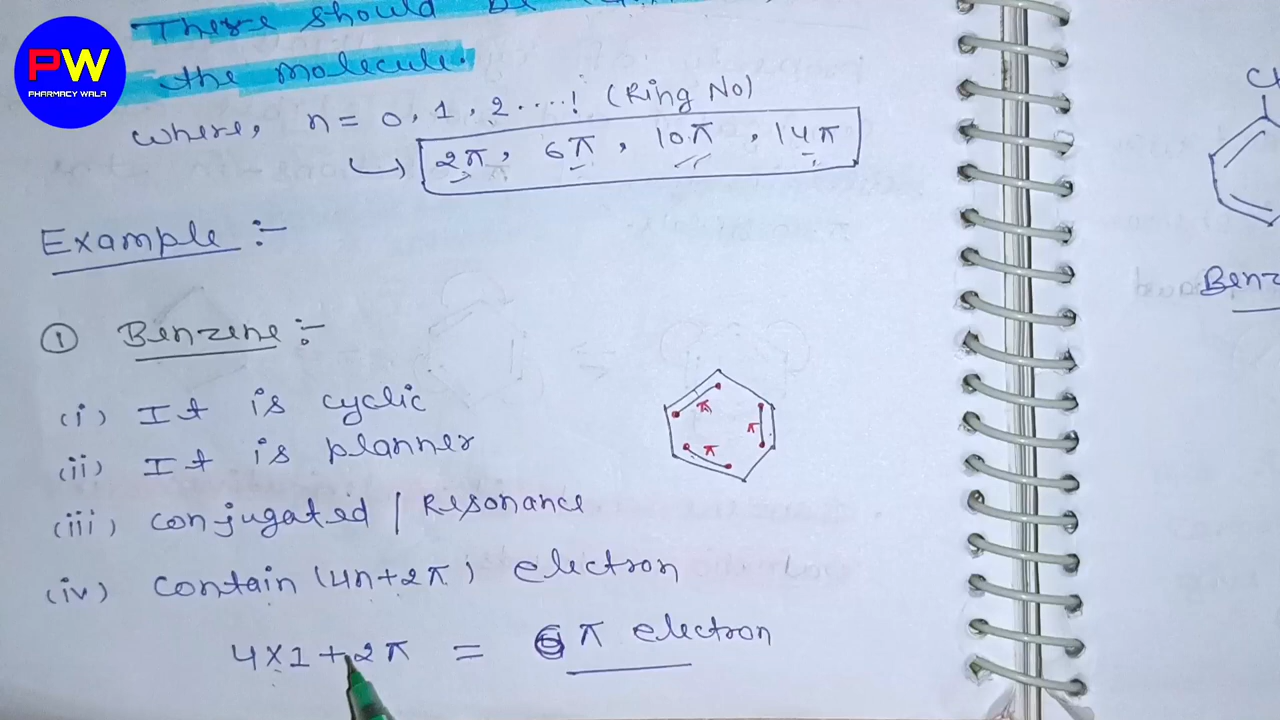 There should be
the molecule.
where, n = 0, 1, 2 ....! (Ring No)
2π, 6π, 10π, 14π
Example :-
① Benzene :-
(i) It is cyclic
(ii) It is planner
(iii) conjugated / Resonance
(iv) contain (4n+2π) electron
4×1+2π = 6 π electron
π
π
π
PW
PHARMACY WALA